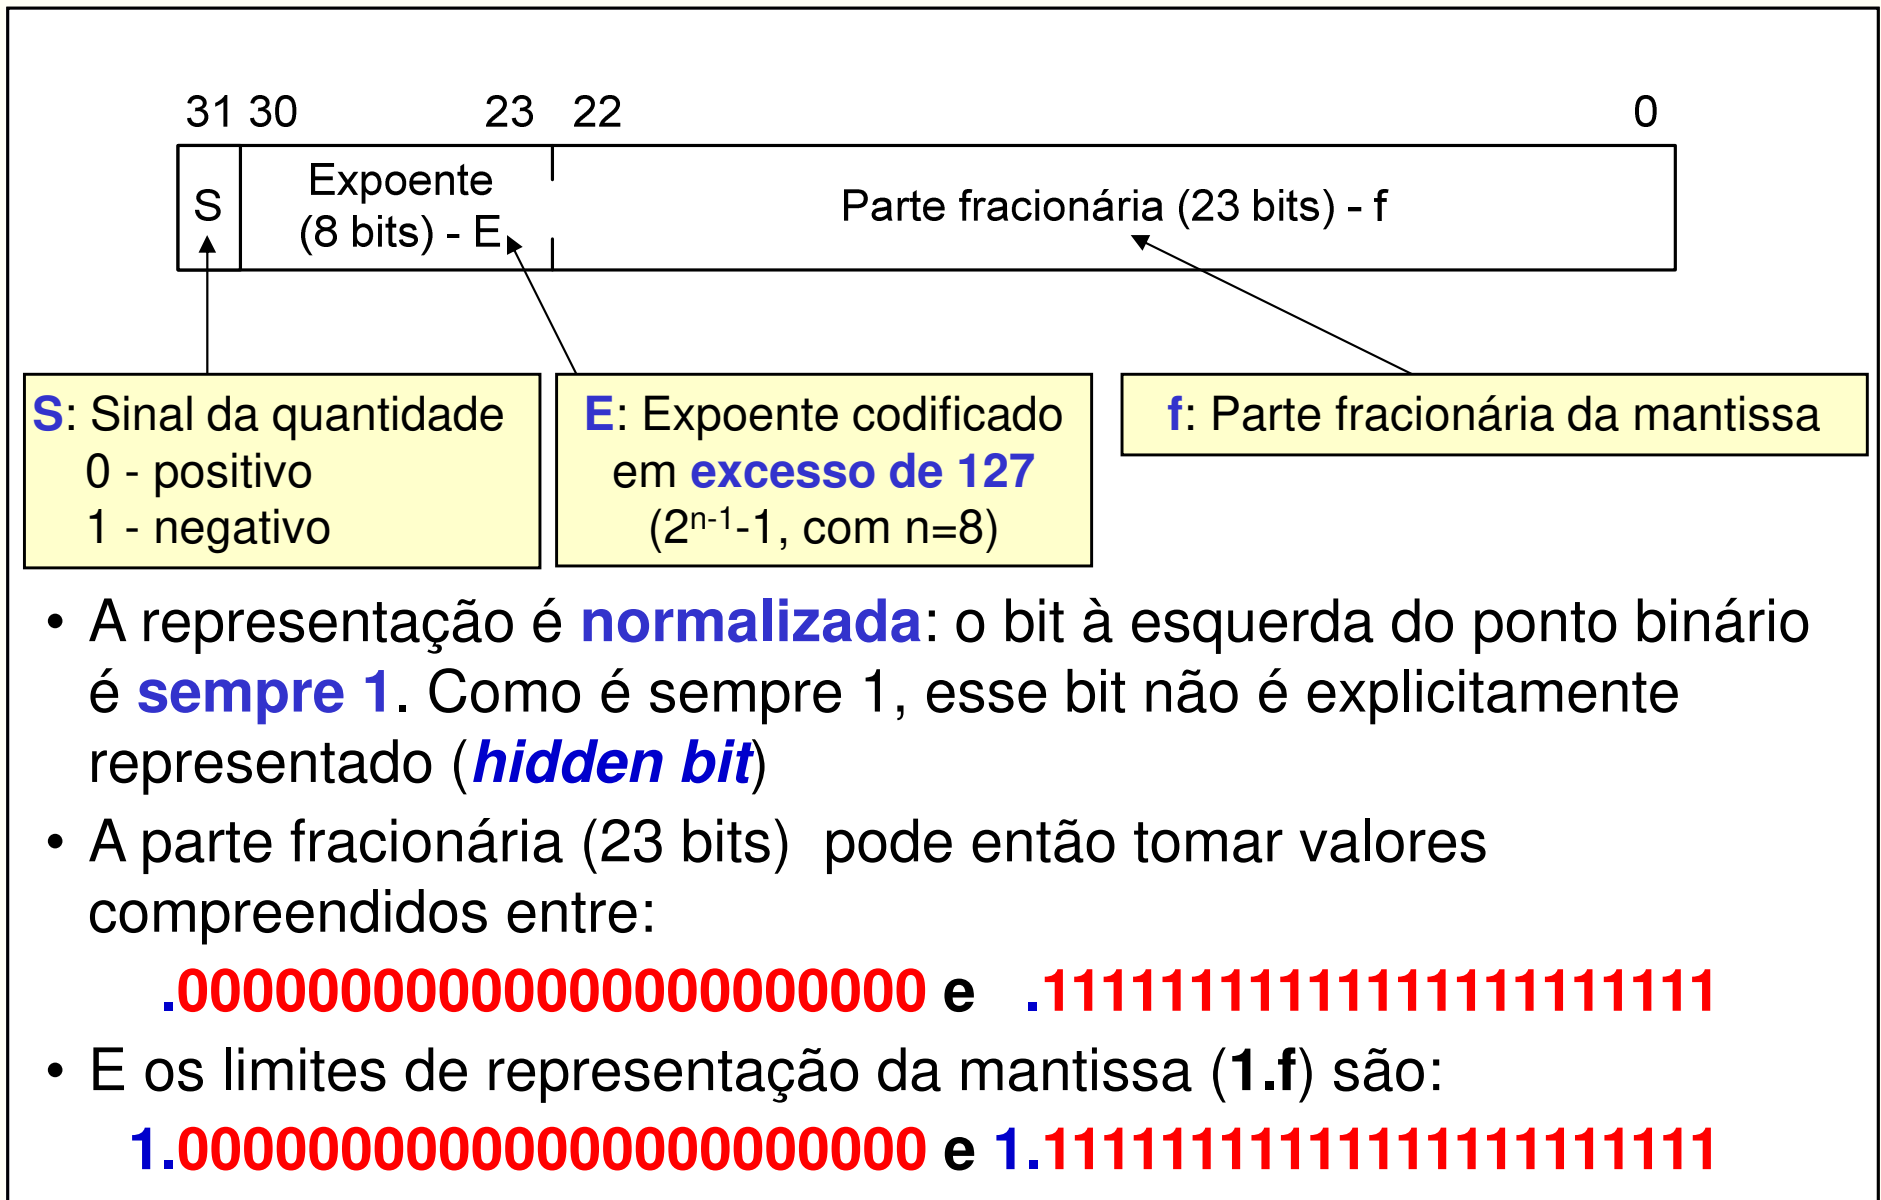 31 30 23 22 0
S
Expoente
(8 bits) - E
Parte fracionária (23 bits) - f
S: Sinal da quantidade
0 - positivo
1 - negativo
E: Expoente codificado
em excesso de 127
(2ⁿ⁻¹-1, com n=8)
f: Parte fracionária da mantissa
• A representação é normalizada: o bit à esquerda do ponto binário
é sempre 1. Como é sempre 1, esse bit não é explicitamente
representado (hidden bit)
• A parte fracionária (23 bits) pode então tomar valores
compreendidos entre:
.00000000000000000000000 e .11111111111111111111111
• E os limites de representação da mantissa (1.f) são:
1.00000000000000000000000 e 1.11111111111111111111111